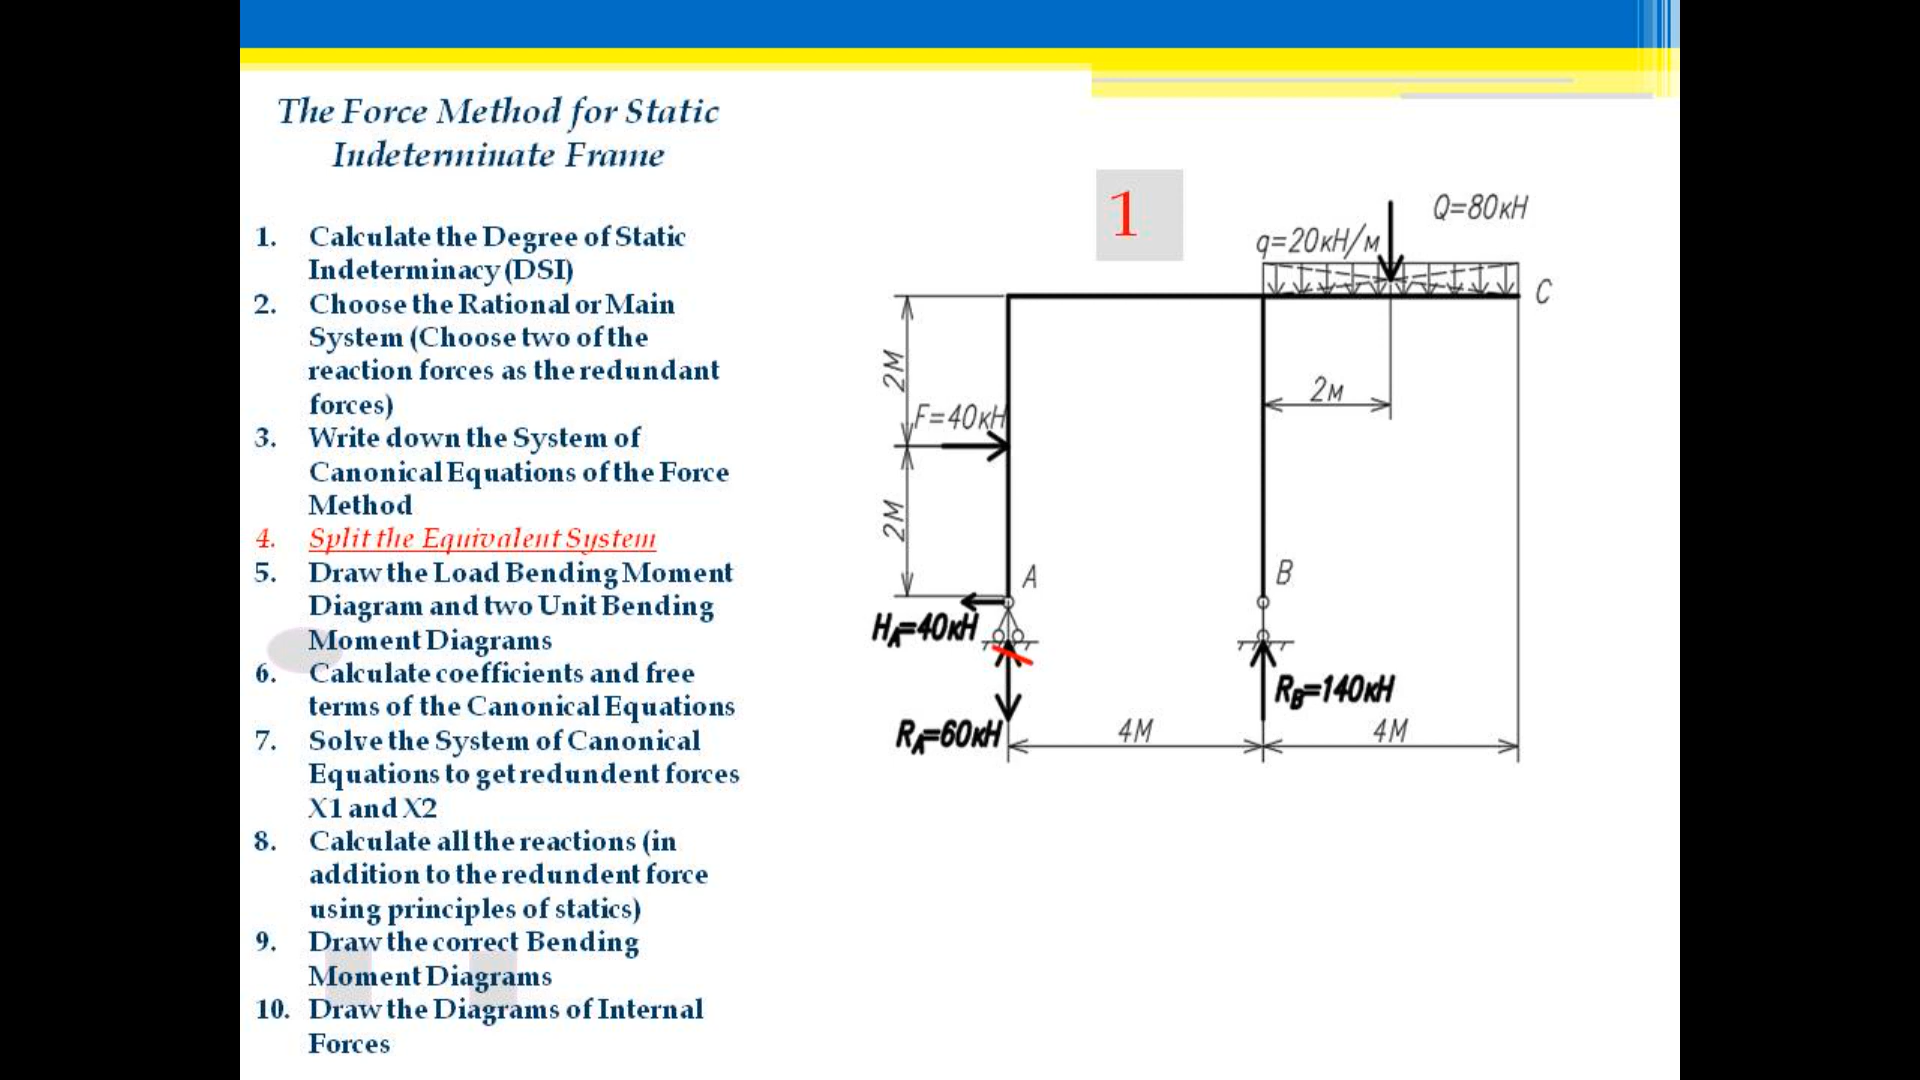 The Force Method for Static
Indeterminate Frame
1. Calculate the Degree of Static
Indeterminacy (DSI)
2. Choose the Rational or Main
System (Choose two of the
reaction forces as the redundant
forces)
3. Write down the System of
Canonical Equations of the Force
Method
4. Split the Equivalent System
5. Draw the Load Bending Moment
Diagram and two Unit Bending
Moment Diagrams
6. Calculate coefficients and free
terms of the Canonical Equations
7. Solve the System of Canonical
Equations to get redundent forces
X1 and X2
8. Calculate all the reactions (in
addition to the redundent force
using principles of statics)
9. Draw the correct Bending
Moment Diagrams
10. Draw the Diagrams of Internal
Forces
1
Q=80кН
q=20кН/м
C
2М
2м
F=40кН
2М
A
B
HA=40кН
RB=140кН
RA=60кН
4М
4М